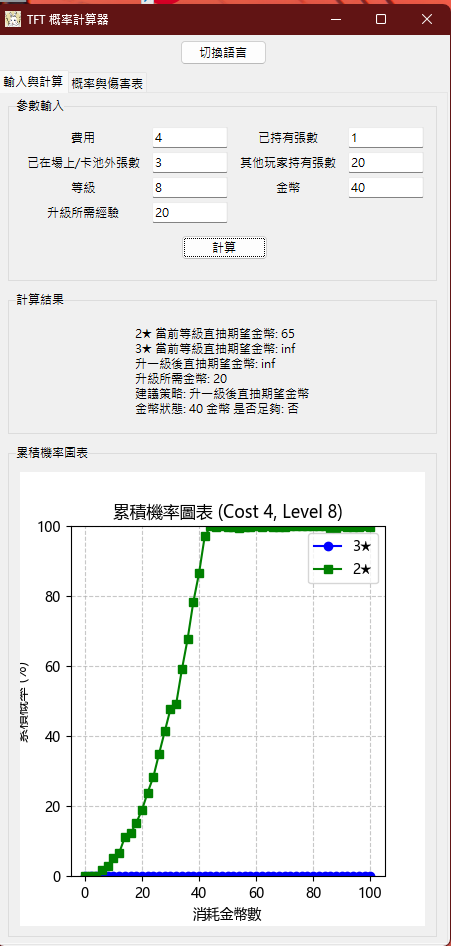 TFT 概率計算器
切換語言
輸入與計算 概率與傷害表
參數輸入
費用 4 已持有張數 1
已在場上/卡池外張數 3 其他玩家持有張數 20
等級 8 金幣 40
升級所需經驗 20
計算
計算結果
2★ 當前等級直抽期望金幣: 65
3★ 當前等級直抽期望金幣: inf
升一級後直抽期望金幣: inf
升級所需金幣: 20
建議策略: 升一級後直抽期望金幣
金幣狀態: 40 金幣 是否足夠: 否
累積機率圖表
累積機率圖表 (Cost 4, Level 8)
100
80
60
40
20
0
累積概率 (%)
3★
2★
0 20 40 60 80 100
消耗金幣數